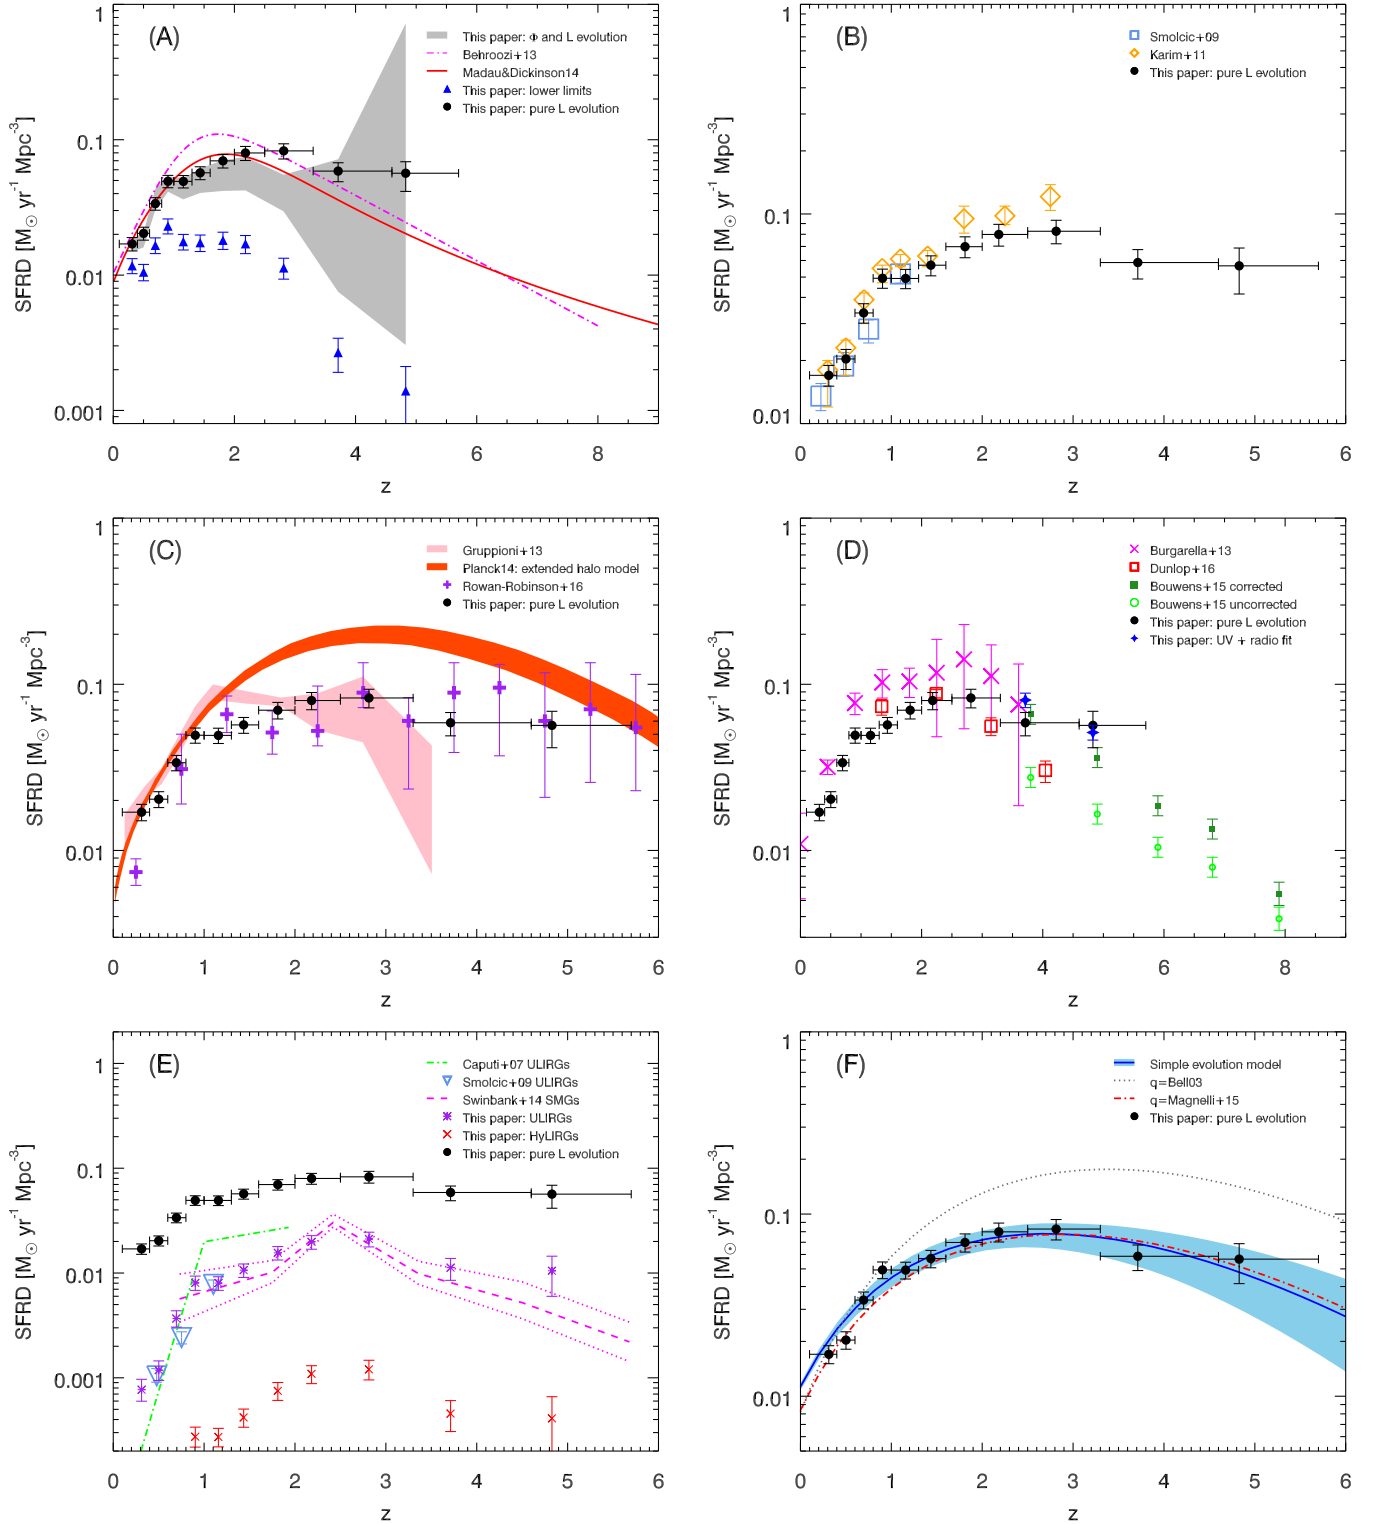 (A)
This paper: Φ and L evolution
Behroozi+13
Madau&Dickinson14
This paper: lower limits
This paper: pure L evolution
1
0.1
0.01
0.001
SFRD [M⊙ yr-1 Mpc-3]
0 2 4 6 8
z
(B)
Smolcic+09
Karim+11
This paper: pure L evolution
1
0.1
0.01
SFRD [M⊙ yr-1 Mpc-3]
0 1 2 3 4 5 6
z
(C)
Gruppioni+13
Planck14: extended halo model
Rowan-Robinson+16
This paper: pure L evolution
1
0.1
0.01
SFRD [M⊙ yr-1 Mpc-3]
0 1 2 3 4 5 6
z
(D)
Burgarella+13
Dunlop+16
Bouwens+15 corrected
Bouwens+15 uncorrected
This paper: pure L evolution
This paper: UV + radio fit
1
0.1
0.01
SFRD [M⊙ yr-1 Mpc-3]
0 2 4 6 8
z
(E)
Caputi+07 ULIRGs
Smolcic+09 ULIRGs
Swinbank+14 SMGs
This paper: ULIRGs
This paper: HyLIRGs
This paper: pure L evolution
1
0.1
0.01
0.001
SFRD [M⊙ yr-1 Mpc-3]
0 1 2 3 4 5 6
z
(F)
Simple evolution model
q=Bell03
q=Magnelli+15
This paper: pure L evolution
1
0.1
0.01
SFRD [M⊙ yr-1 Mpc-3]
0 1 2 3 4 5 6
z